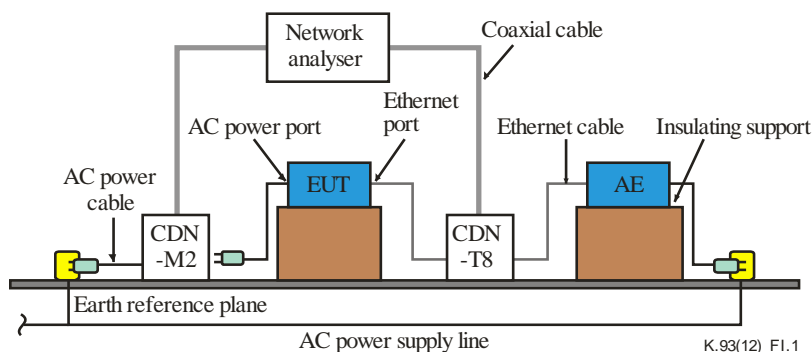 Network
analyser
Coaxial cable
Ethernet
port
AC power port
Ethernet cable
Insulating support
AC power
cable
EUT
AE
CDN
-M2
CDN
-T8
Earth reference plane
AC power supply line
K.93(12)_FI.1